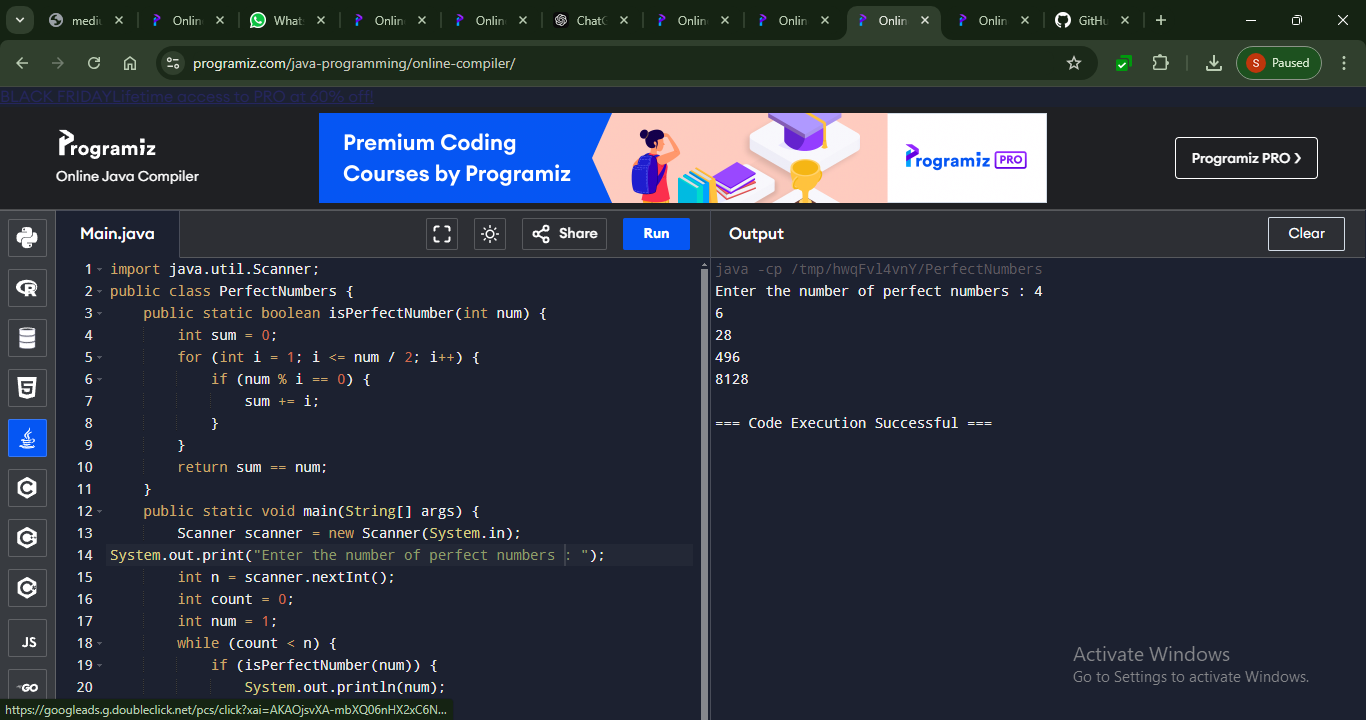 mediu
Onlin
What
Onlin
Onlin
ChatG
Onlin
Onlin
Onlin
Onlin
GitHu
programiz.com/java-programming/online-compiler/
S Paused
BLACK FRIDAYLifetime access to PRO at 60% off!
Programiz
Online Java Compiler
Premium Coding
Courses by Programiz
Programiz PRO
Programiz PRO ❯
Main.java
Share
Run
Output
Clear
1 import java.util.Scanner;
2 public class PerfectNumbers {
3 public static boolean isPerfectNumber(int num) {
4 int sum = 0;
5 for (int i = 1; i <= num / 2; i++) {
6 if (num % i == 0) {
7 sum += i;
8 }
9 }
10 return sum == num;
11 }
12 public static void main(String[] args) {
13 Scanner scanner = new Scanner(System.in);
14 System.out.print("Enter the number of perfect numbers : ");
15 int n = scanner.nextInt();
16 int count = 0;
17 int num = 1;
18 while (count < n) {
19 if (isPerfectNumber(num)) {
20 System.out.println(num);
JS
GO
java -cp /tmp/hwqFvl4vnY/PerfectNumbers
Enter the number of perfect numbers : 4
6
28
496
8128
=== Code Execution Successful ===
Activate Windows
Go to Settings to activate Windows.
https://googleads.g.doubleclick.net/pcs/click?xai=AKAOjsvXA-mbXQ06nHX2xC6N...